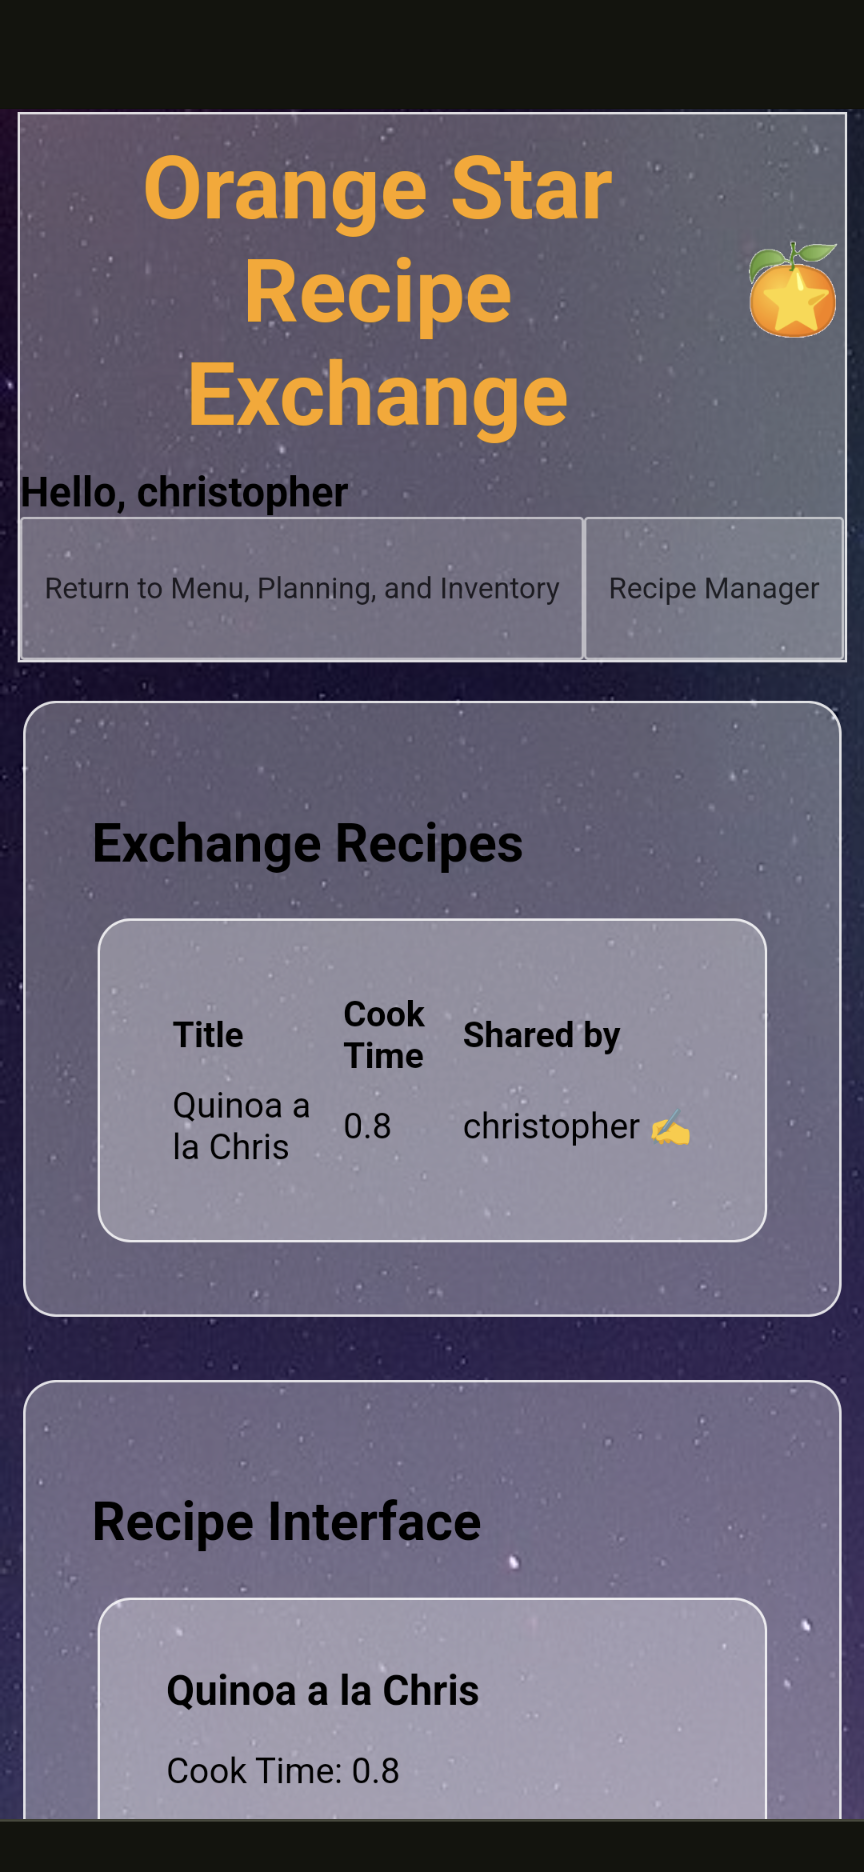 Orange Star
Recipe
Exchange
Hello, christopher
Return to Menu, Planning, and Inventory
Recipe Manager
Exchange Recipes
Title
Cook
Time
Shared by
Quinoa a
la Chris
0.8
christopher ✍️
Recipe Interface
Quinoa a la Chris
Cook Time: 0.8